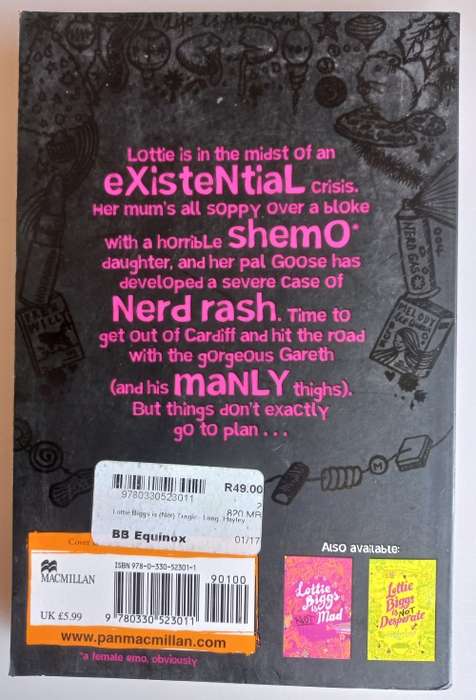 Lottie is in the midst of an
eXisteNtiaL crisis.
Her mum's all soppy over a bloke
with a horrible shemo*
daughter, and her pal Goose has
developed a severe case of
Nerd rash. Time to
get out of Cardiff and hit the road
with the gorgeous Gareth
(and his maNLY thighs).
But things don't exactly
go to plan . . .
NERD GAS
MELODY
M
9780330523011
R49.00
Lottie Biggs is (Not) Tragic
Long, Hayley
BB Equinox
01/17
Cover
MACMILLAN
UK £5.99
ISBN 978-0-330-52301-1
90100
9 780330 523011
www.panmacmillan.com
*a female emo, obviously
Also available:
Lottie
Biggs
is
NOT Mad
Lottie
Biggs
is NOT
Desperate